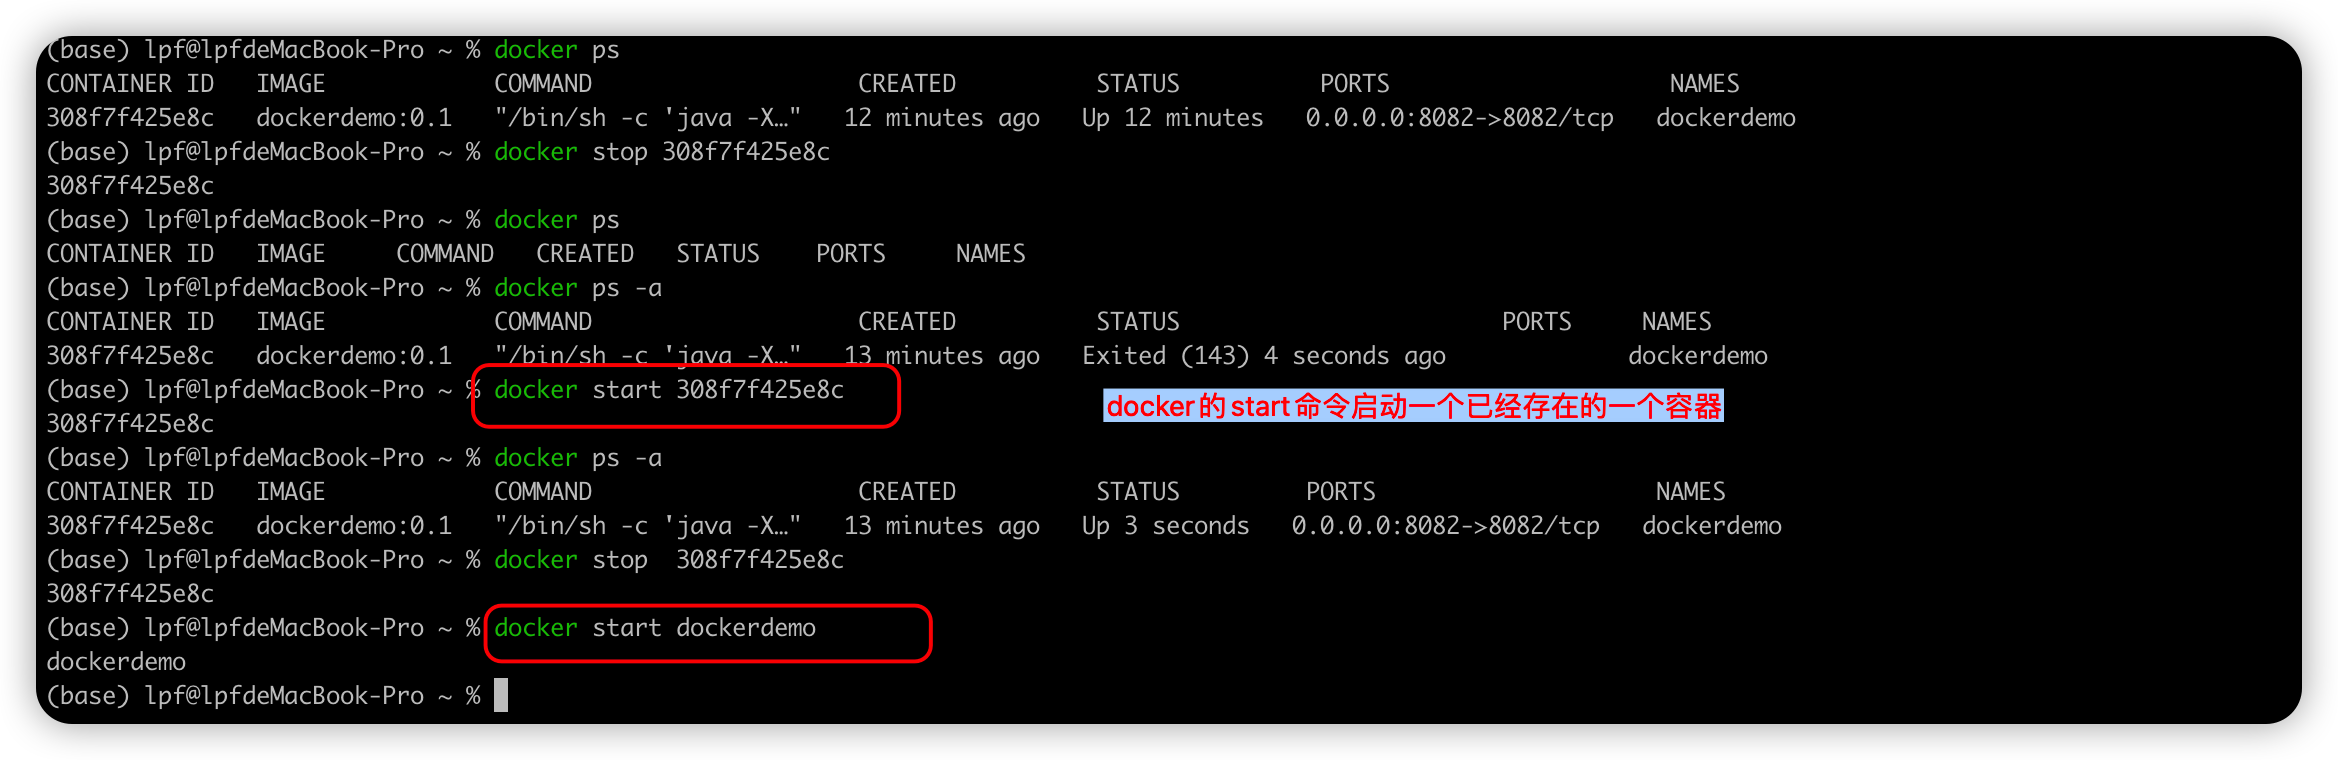 (base) lpf@lpfdeMacBook-Pro ~ % docker ps
CONTAINER ID   IMAGE            COMMAND                   CREATED          STATUS          PORTS                    NAMES
308f7f425e8c   dockerdemo:0.1   "/bin/sh -c 'java -X…"   12 minutes ago   Up 12 minutes   0.0.0.0:8082->8082/tcp   dockerdemo
(base) lpf@lpfdeMacBook-Pro ~ % docker stop 308f7f425e8c
308f7f425e8c
(base) lpf@lpfdeMacBook-Pro ~ % docker ps
CONTAINER ID   IMAGE     COMMAND   CREATED   STATUS    PORTS     NAMES
(base) lpf@lpfdeMacBook-Pro ~ % docker ps -a
CONTAINER ID   IMAGE            COMMAND                   CREATED          STATUS                       PORTS     NAMES
308f7f425e8c   dockerdemo:0.1   "/bin/sh -c 'java -X…"   13 minutes ago   Exited (143) 4 seconds ago             dockerdemo
(base) lpf@lpfdeMacBook-Pro ~ % docker start 308f7f425e8c
docker的start命令启动一个已经存在的一个容器
308f7f425e8c
(base) lpf@lpfdeMacBook-Pro ~ % docker ps -a
CONTAINER ID   IMAGE            COMMAND                   CREATED          STATUS         PORTS                    NAMES
308f7f425e8c   dockerdemo:0.1   "/bin/sh -c 'java -X…"   13 minutes ago   Up 3 seconds   0.0.0.0:8082->8082/tcp   dockerdemo
(base) lpf@lpfdeMacBook-Pro ~ % docker stop  308f7f425e8c
308f7f425e8c
(base) lpf@lpfdeMacBook-Pro ~ % docker start dockerdemo
dockerdemo
(base) lpf@lpfdeMacBook-Pro ~ %